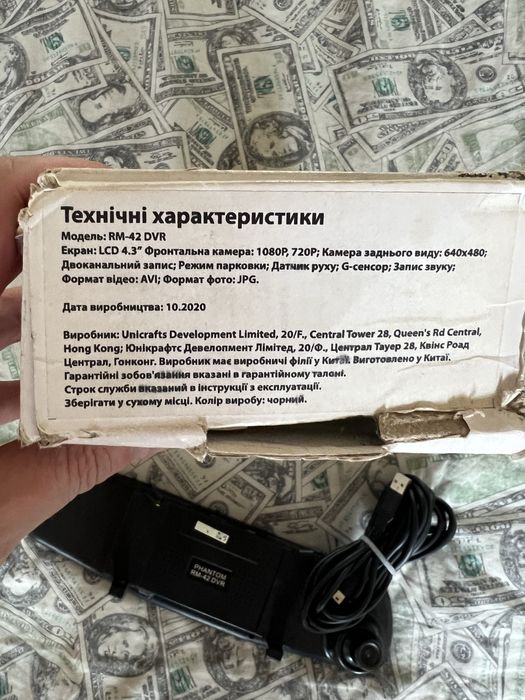 Технічні характеристики
Модель: RM-42 DVR
Екран: LCD 4.3” Фронтальна камера: 1080P, 720P; Камера заднього виду: 640x480;
Двоканальний запис; Режим парковки; Датчик руху; G-сенсор; Запис звуку;
Формат відео: AVI; Формат фото: JPG.
Дата виробництва: 10.2020
Виробник: Unicrafts Development Limited, 20/F., Central Tower 28, Queen's Rd Central,
Hong Kong; Юнікрафтс Девелопмент Лімітед, 20/Ф., Централ Тауер 28, Квінс Роад
Централ, Гонконг. Виробник має виробничі філії у Китаї. Виготовлено у Китаї.
Гарантійні зобов'язання вказані в гарантійному талоні.
Строк служби вказаний в інструкції з експлуатації.
Зберігати у сухому місці. Колір виробу: чорний.
PHANTOM
RM-42 DVR